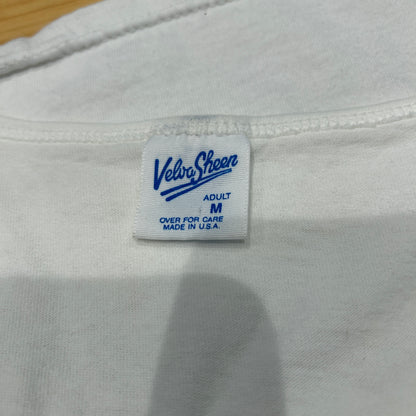 Velva Sheen
ADULT
M
OVER FOR CARE
MADE IN U.S.A.